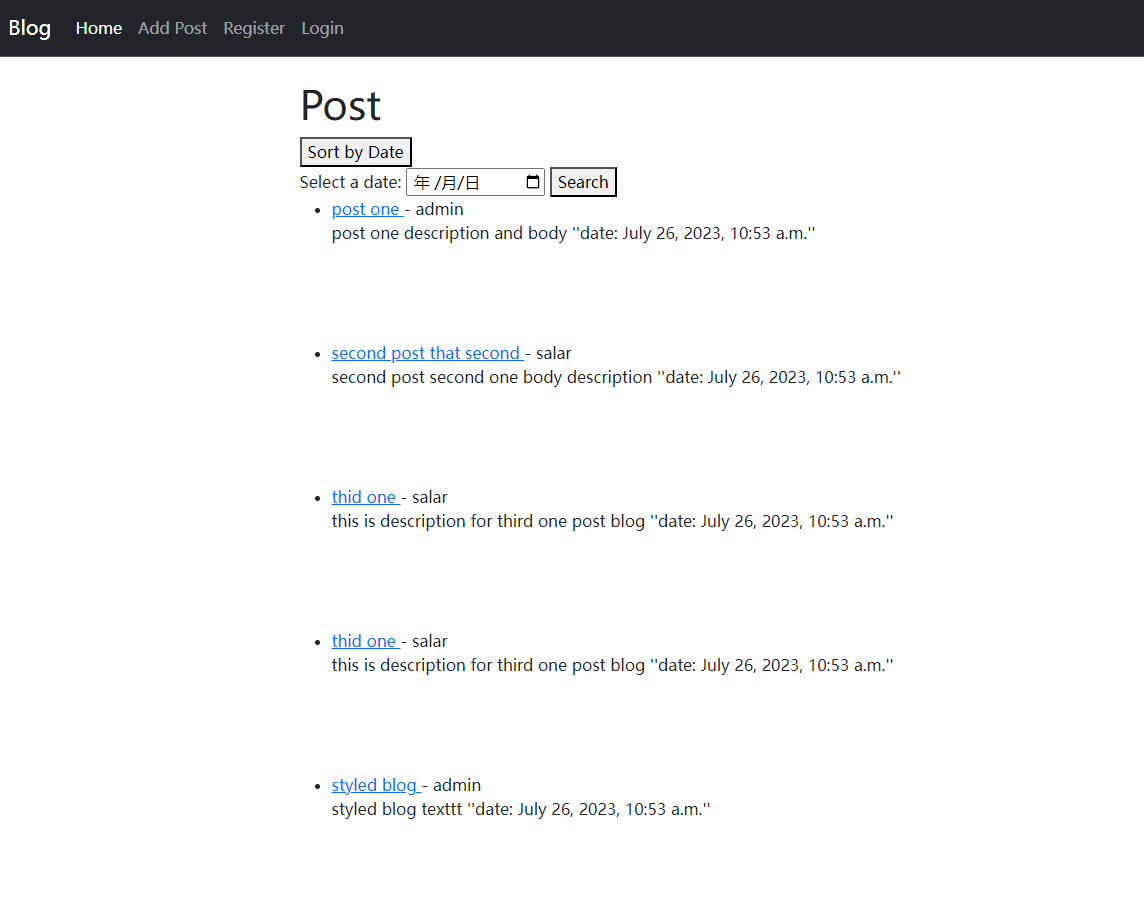 Blog Home Add Post Register Login
Post
Sort by Date
Select a date: 年 /月/日 Search
post one - admin
post one description and body ''date: July 26, 2023, 10:53 a.m.''
second post that second - salar
second post second one body description ''date: July 26, 2023, 10:53 a.m.''
thid one - salar
this is description for third one post blog ''date: July 26, 2023, 10:53 a.m.''
thid one - salar
this is description for third one post blog ''date: July 26, 2023, 10:53 a.m.''
styled blog - admin
styled blog texttt ''date: July 26, 2023, 10:53 a.m.''